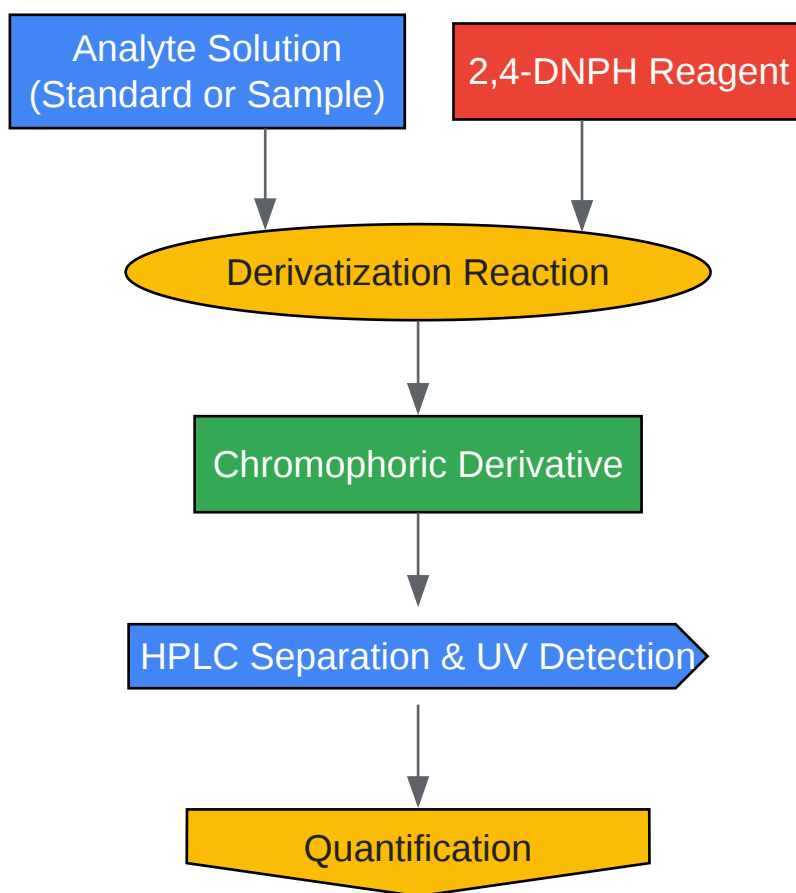 Analyte Solution
(Standard or Sample)
2,4-DNPH Reagent
Derivatization Reaction
Chromophoric Derivative
HPLC Separation & UV Detection
Quantification